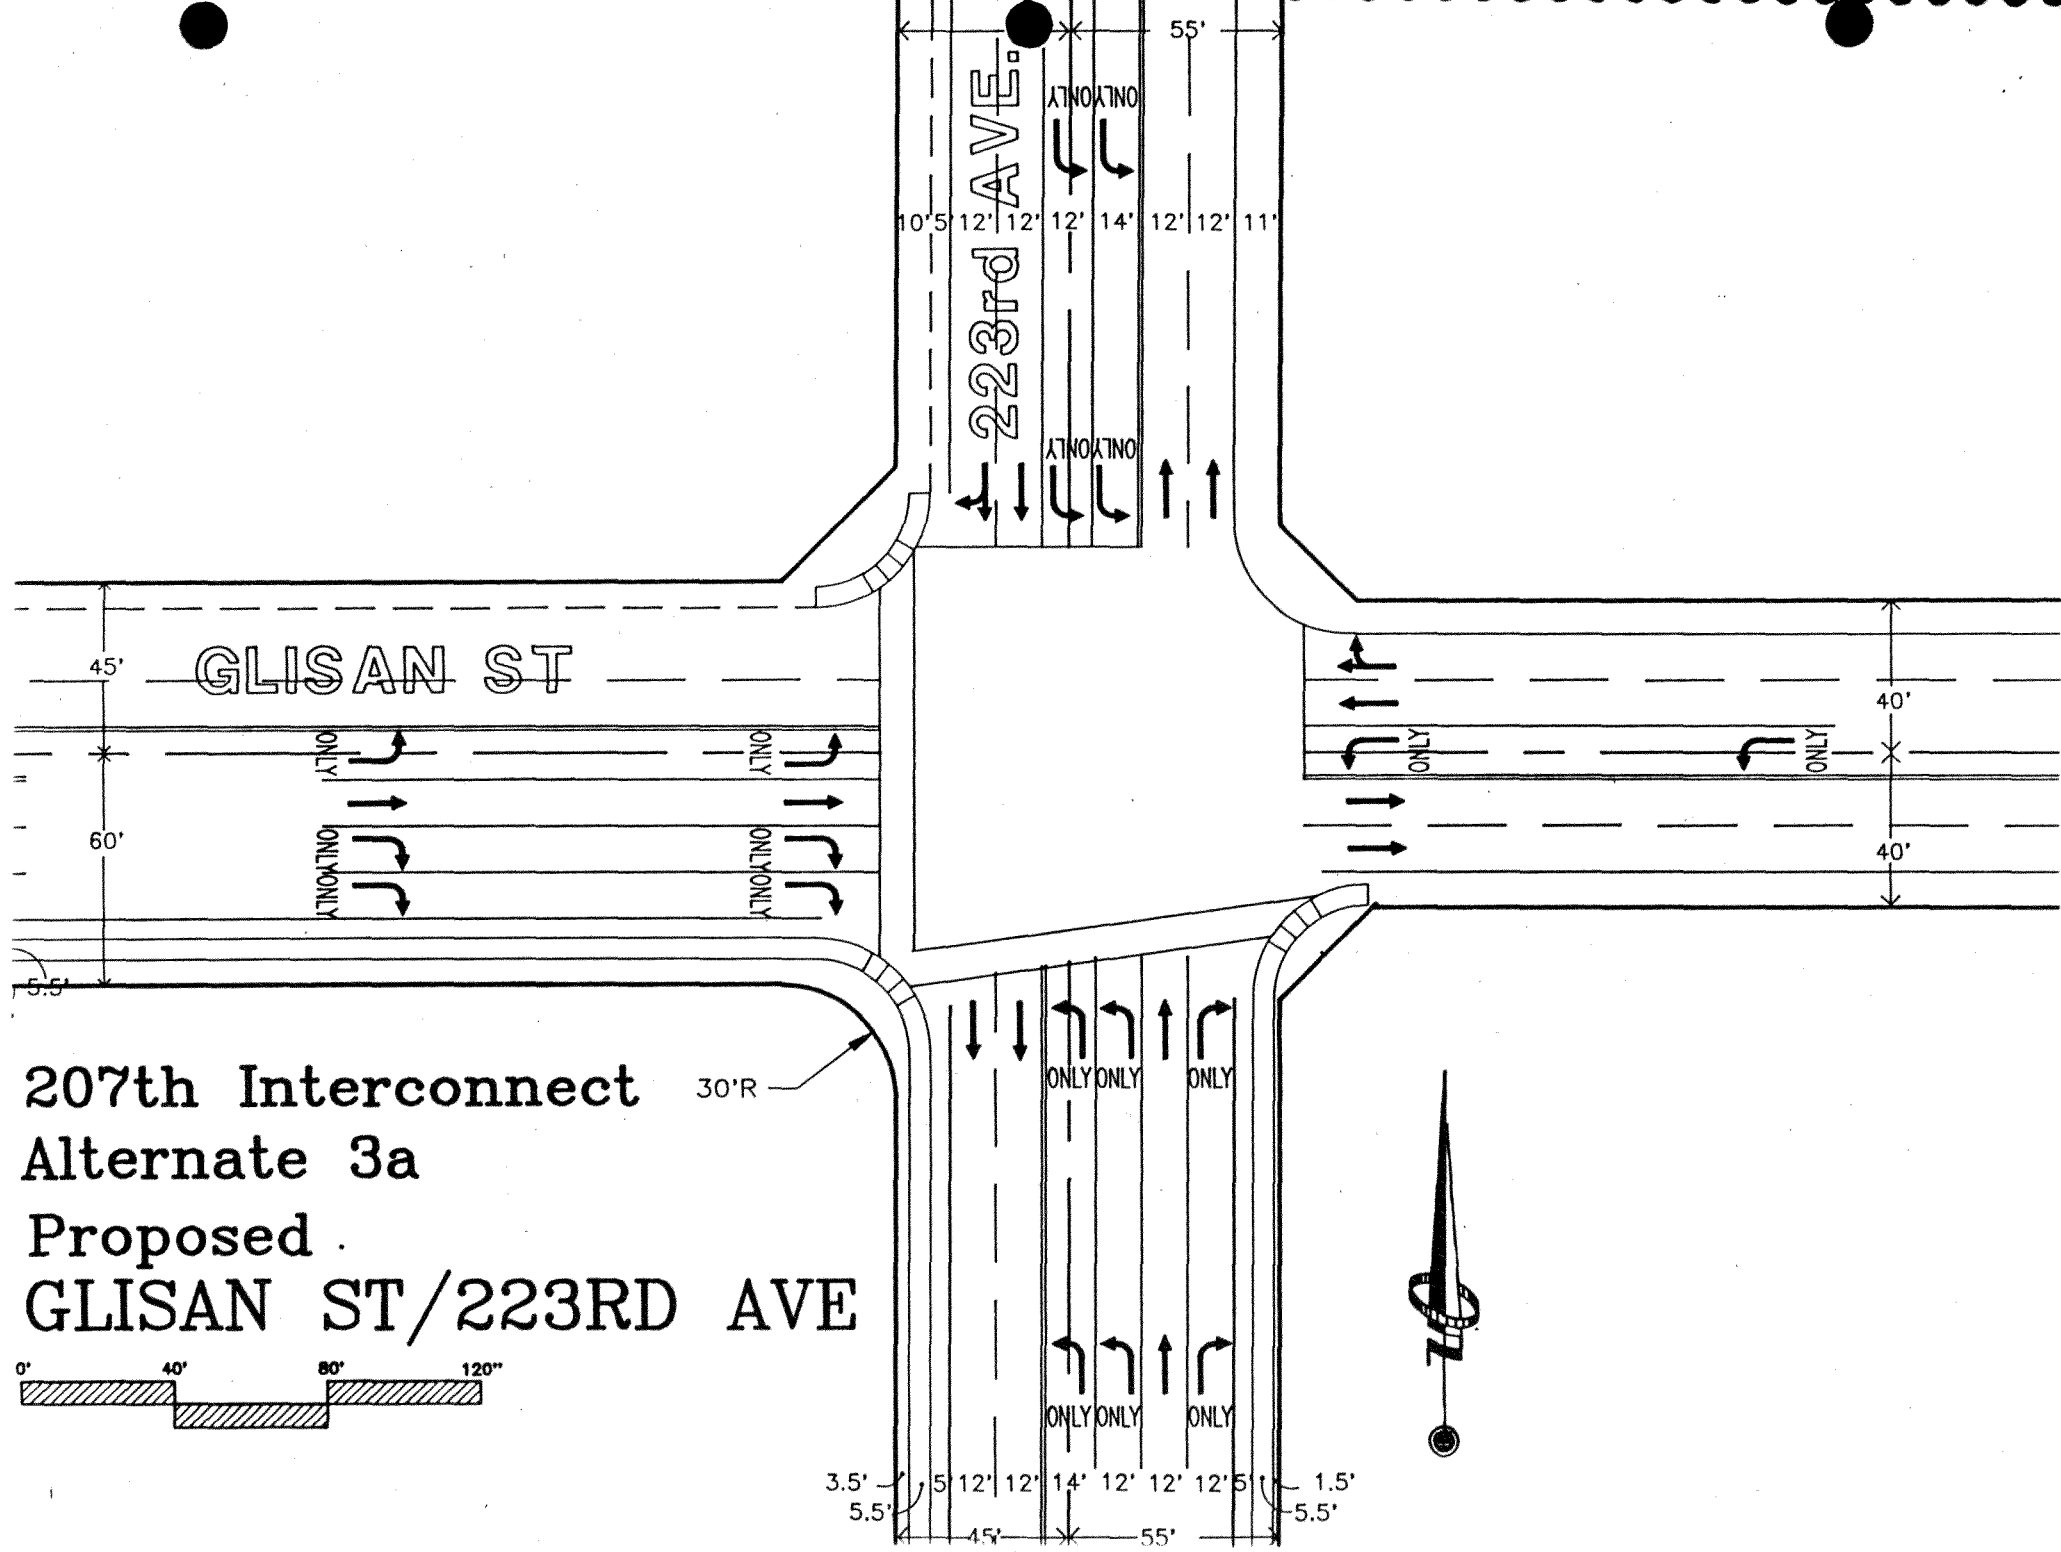 55'
223rd AVE.
ONLY ONLY
10' 5' 12' 12' 12' 14' 12' 12' 11'
ONLY ONLY
45'
GLISAN ST
40'
ONLY
ONLY
ONLY
ONLY
60'
40'
ONLY
ONLY
ONLY
ONLY
5.5'
207th Interconnect
30'R
ONLY ONLY ONLY
Alternate 3a
Proposed
GLISAN ST/223RD AVE
0' 40' 80' 120"
N
ONLY ONLY ONLY
3.5' 5' 12' 12' 14' 12' 12' 12' 5' 1.5'
5.5' 5.5'
45' 55'